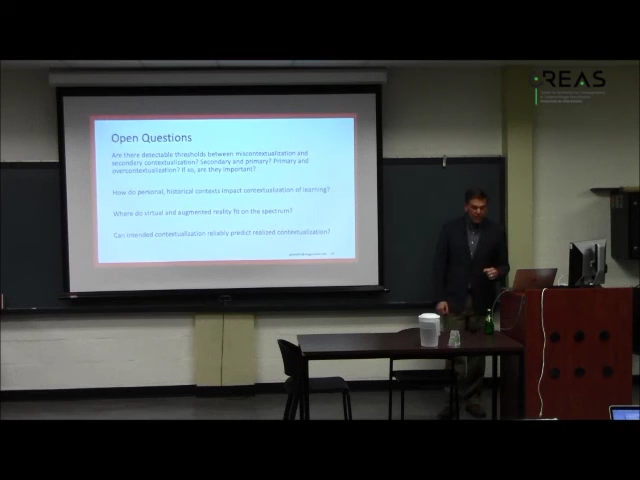 REAS
Open Questions
Are there detectable thresholds between miscontextualization and
secondary contextualization? Secondary and primary? Primary and
overcontextualization? If so, are they important?
How do personal, historical contexts impact contextualization of learning?
Where do virtual and augmented reality fit on the spectrum?
Can intended contextualization reliably predict realized contextualization?